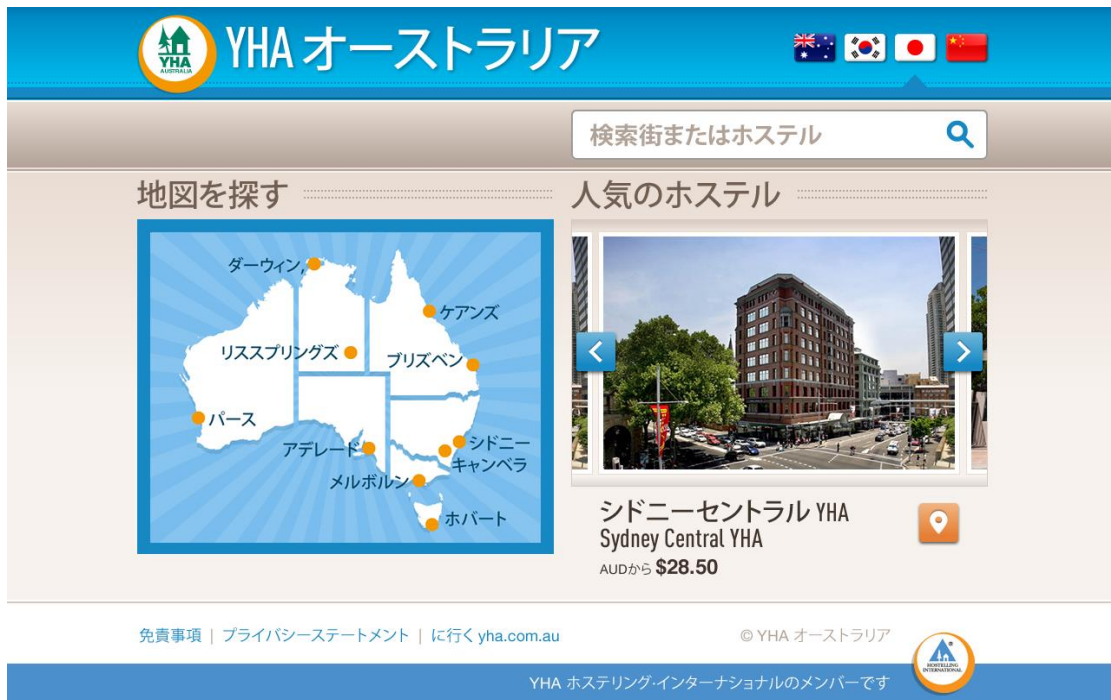 YHA
AUSTRALIA
YHA オーストラリア
検索街またはホステル
地図を探す
人気のホステル
ダーウィン,
ケアンズ
リススプリングズ
ブリズベン
パース
アデレード
シドニー
キャンベラ
メルボルン
ホバート
シドニーセントラル YHA
Sydney Central YHA
AUDから $28.50
免責事項 | プライバシーステートメント | に行く yha.com.au
© YHA オーストラリア
HOSTELLING
INTERNATIONAL
YHA ホステリング·インターナショナルのメンバーです